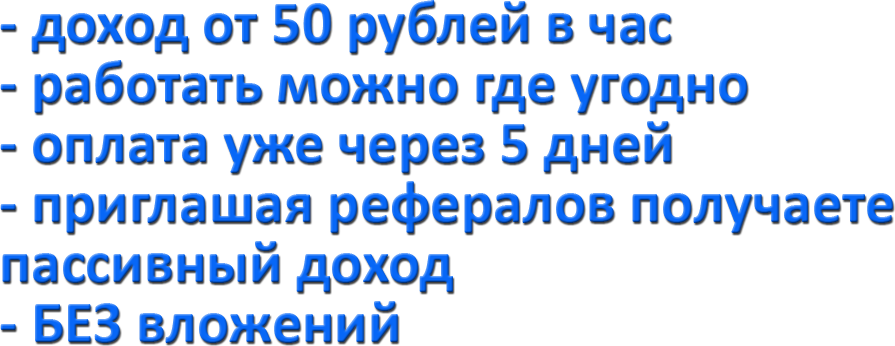 - доход от 50 рублей в час
- работать можно где угодно
- оплата уже через 5 дней
- приглашая рефералов получаете
пассивный доход
- БЕЗ вложений